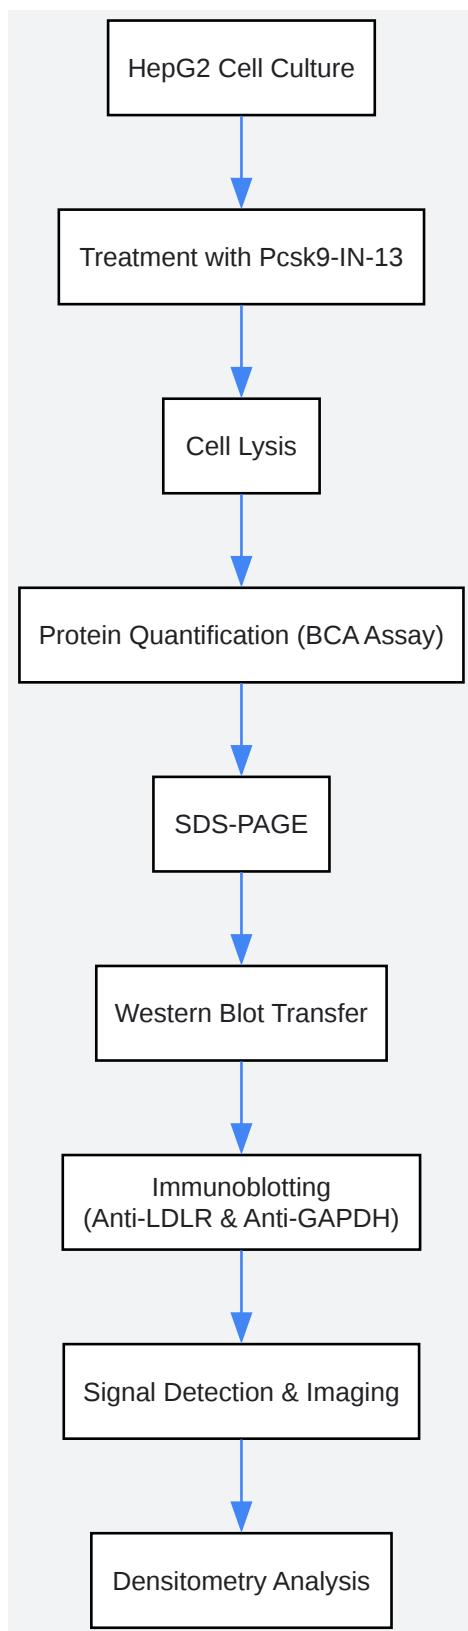 HepG2 Cell Culture
Treatment with Pcsk9-IN-13
Cell Lysis
Protein Quantification (BCA Assay)
SDS-PAGE
Western Blot Transfer
Immunoblotting
(Anti-LDLR & Anti-GAPDH)
Signal Detection & Imaging
Densitometry Analysis